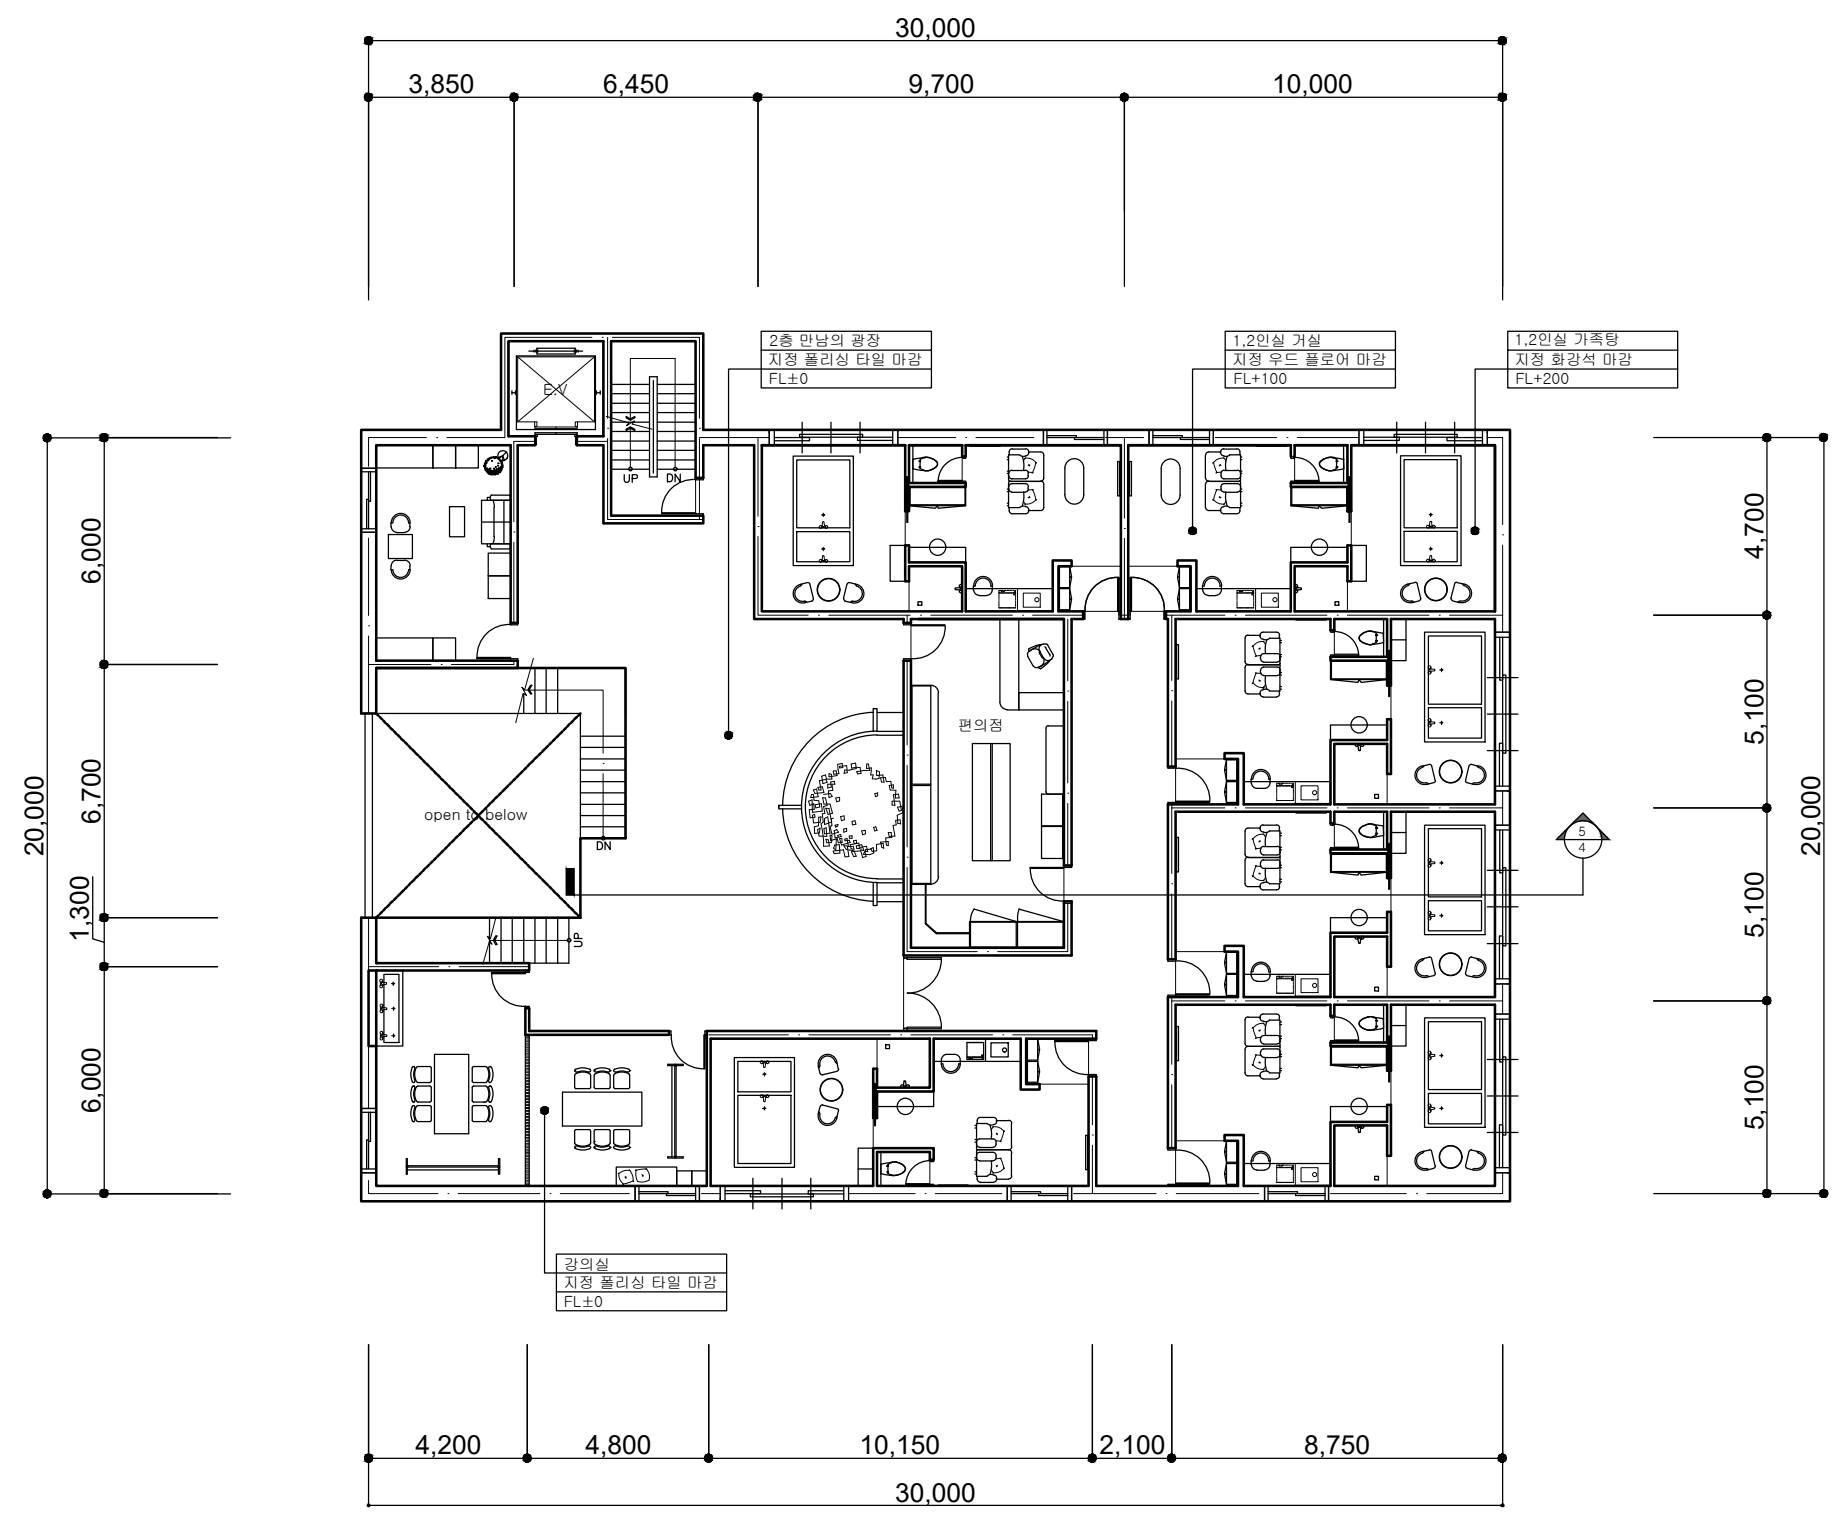 30,000
3,850
6,450
9,700
10,000
2층 만남의 광장
지정 폴리싱 타일 마감
FL±0
1,2인실 거실
지정 우드 플로어 마감
FL+100
1,2인실 가족탕
지정 화강석 마감
FL+200
E.V
UP
DN
20,000
6,000
6,700
1,300
6,000
4,700
5,100
5,100
5,100
20,000
편의점
open to below
DN
UP
5
4
강의실
지정 폴리싱 타일 마감
FL±0
4,200
4,800
10,150
2,100
8,750
30,000